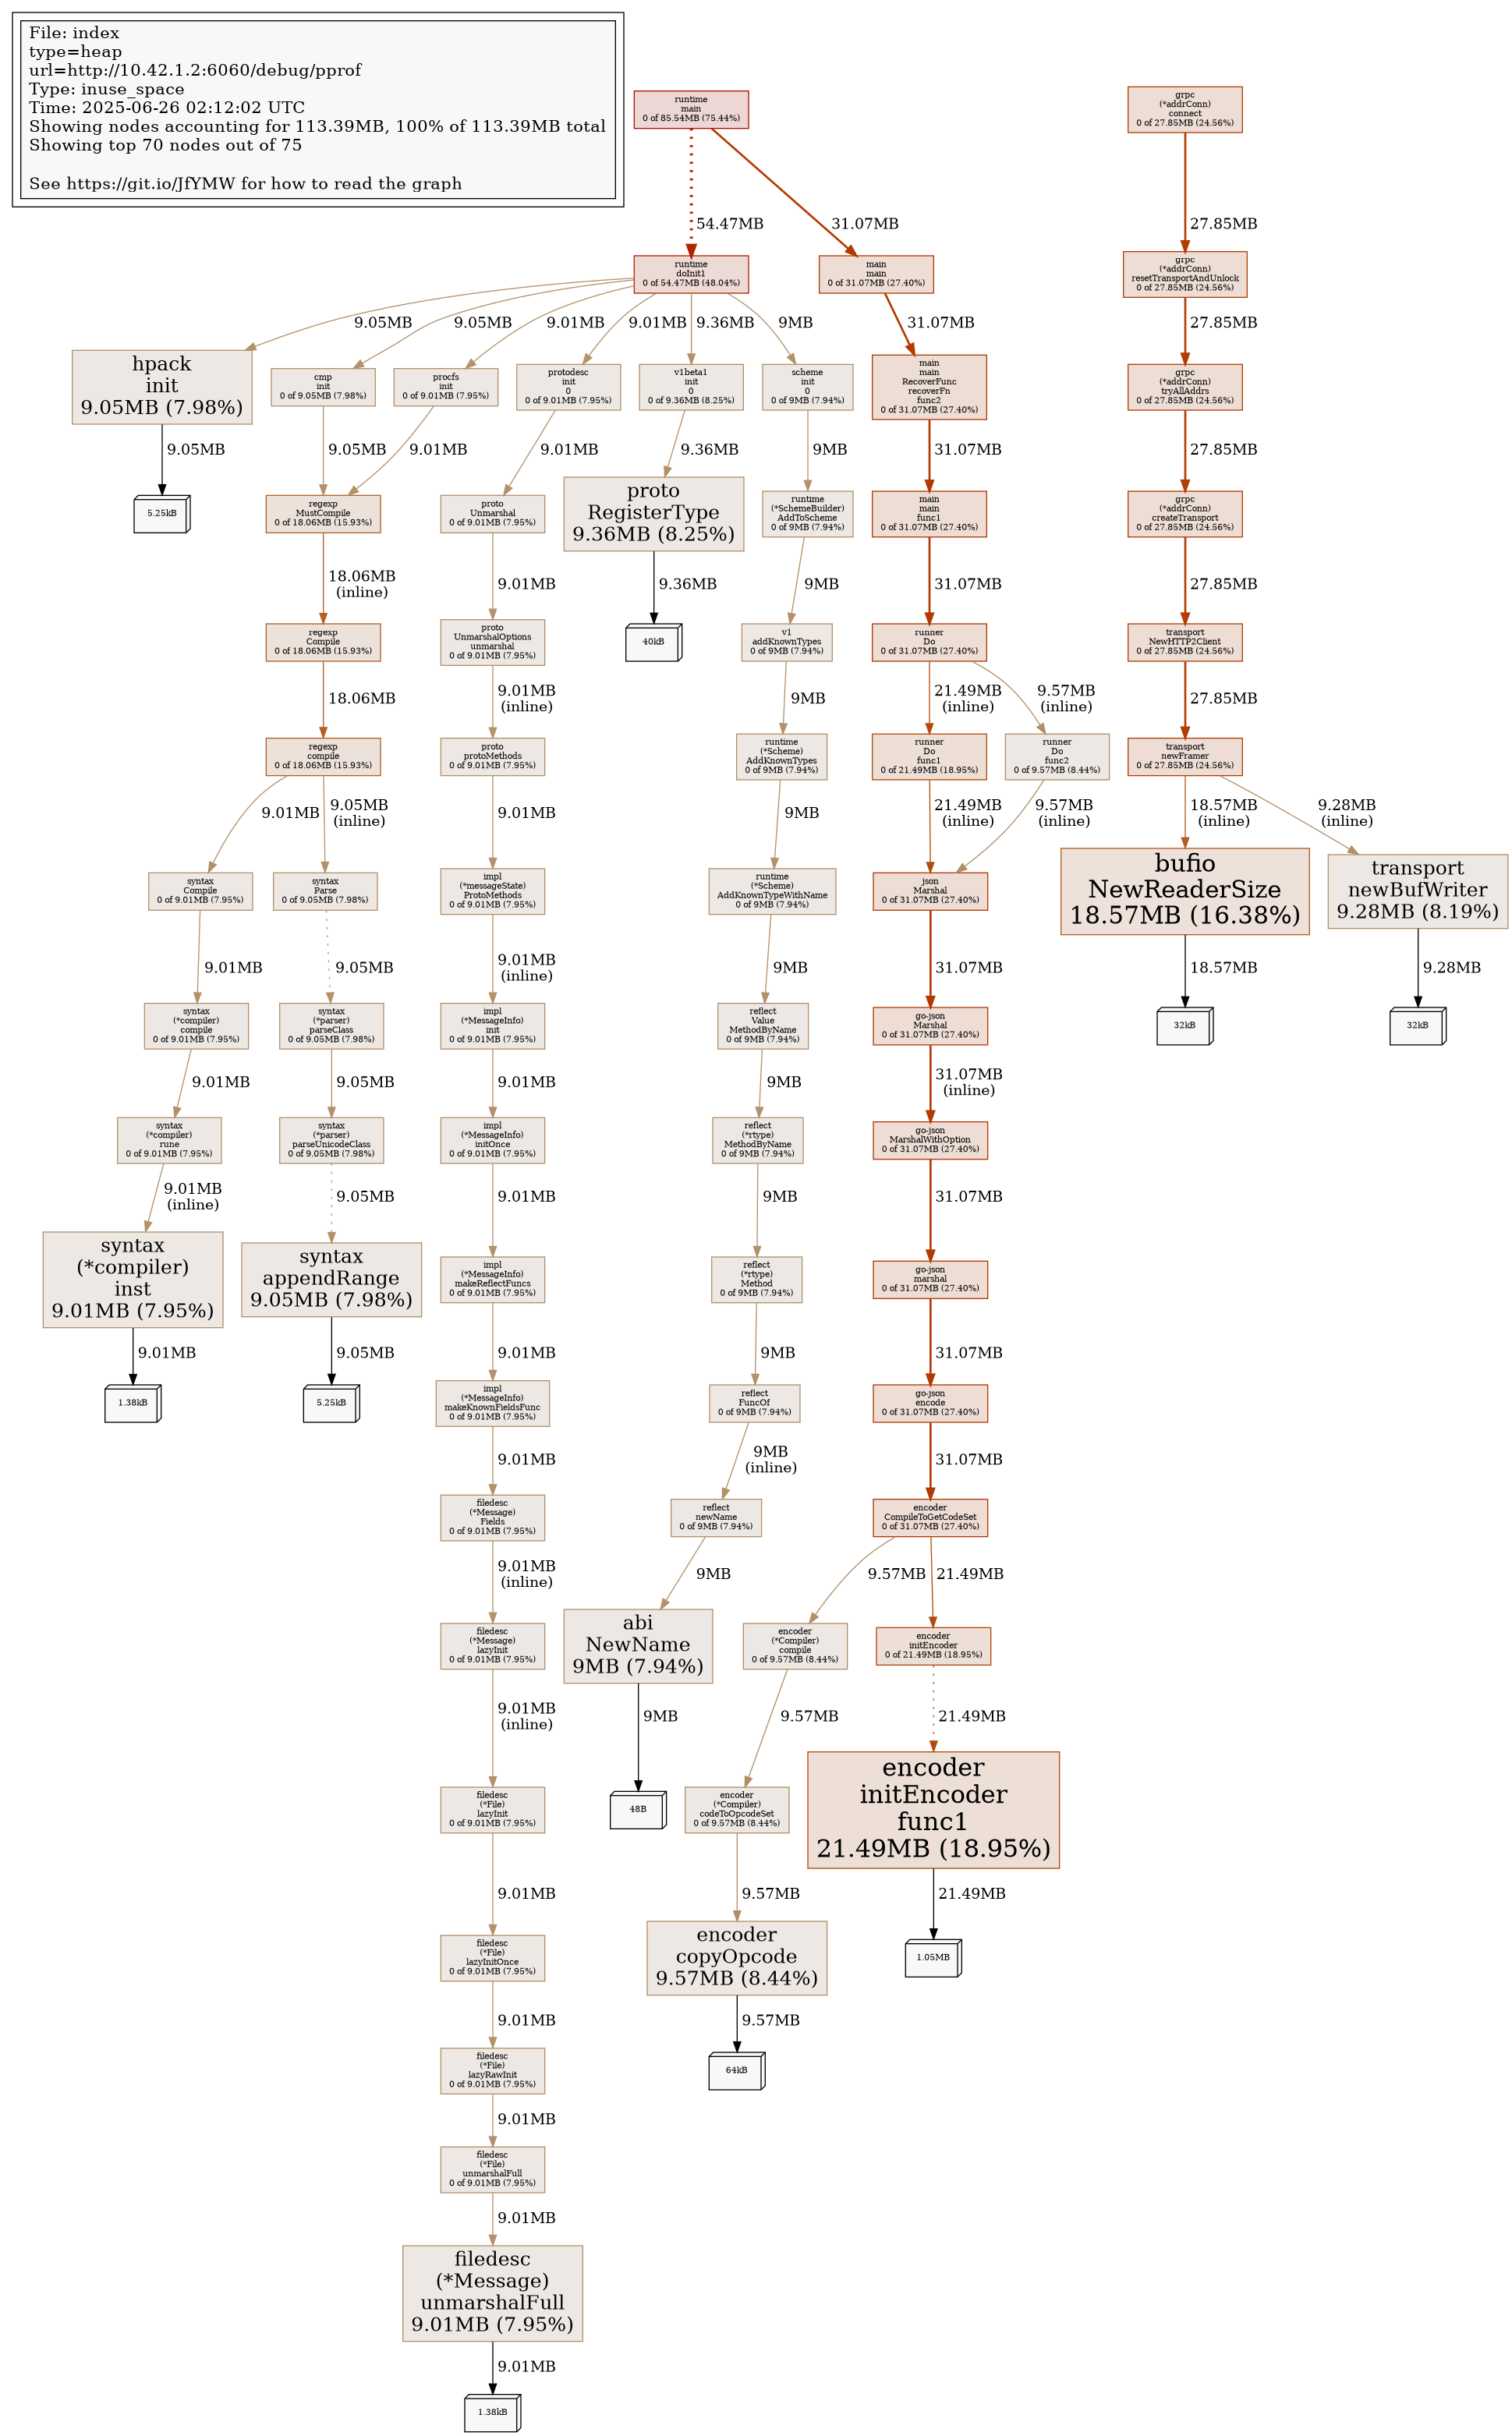 File: index
type=heap
url=http://10.42.1.2:6060/debug/pprof
Type: inuse_space
Time: 2025-06-26 02:12:02 UTC
Showing nodes accounting for 113.39MB, 100% of 113.39MB total
Showing top 70 nodes out of 75
See https://git.io/JfYMW for how to read the graph
runtime
main
0 of 85.54MB (75.44%)
grpc
(*addrConn)
connect
0 of 27.85MB (24.56%)
54.47MB
31.07MB
27.85MB
runtime
doInit1
0 of 54.47MB (48.04%)
main
main
0 of 31.07MB (27.40%)
grpc
(*addrConn)
resetTransportAndUnlock
0 of 27.85MB (24.56%)
9.05MB
9.05MB
9.01MB
9.01MB
9.36MB
9MB
31.07MB
27.85MB
hpack
init
9.05MB (7.98%)
cmp
init
0 of 9.05MB (7.98%)
procfs
init
0 of 9.01MB (7.95%)
protodesc
init
0
0 of 9.01MB (7.95%)
v1beta1
init
0
0 of 9.36MB (8.25%)
scheme
init
0
0 of 9MB (7.94%)
main
main
RecoverFunc
recoverFn
func2
0 of 31.07MB (27.40%)
grpc
(*addrConn)
tryAllAddrs
0 of 27.85MB (24.56%)
9.05MB
9.05MB
9.01MB
9.01MB
9.36MB
9MB
31.07MB
27.85MB
5.25kB
regexp
MustCompile
0 of 18.06MB (15.93%)
proto
Unmarshal
0 of 9.01MB (7.95%)
proto
RegisterType
9.36MB (8.25%)
runtime
(*SchemeBuilder)
AddToScheme
0 of 9MB (7.94%)
main
main
func1
0 of 31.07MB (27.40%)
grpc
(*addrConn)
createTransport
0 of 27.85MB (24.56%)
18.06MB
(inline)
9.01MB
9.36MB
9MB
31.07MB
27.85MB
regexp
Compile
0 of 18.06MB (15.93%)
proto
UnmarshalOptions
unmarshal
0 of 9.01MB (7.95%)
40kB
v1
addKnownTypes
0 of 9MB (7.94%)
runner
Do
0 of 31.07MB (27.40%)
transport
NewHTTP2Client
0 of 27.85MB (24.56%)
18.06MB
9.01MB
(inline)
9MB
21.49MB
(inline)
9.57MB
(inline)
27.85MB
regexp
compile
0 of 18.06MB (15.93%)
proto
protoMethods
0 of 9.01MB (7.95%)
runtime
(*Scheme)
AddKnownTypes
0 of 9MB (7.94%)
runner
Do
func1
0 of 21.49MB (18.95%)
runner
Do
func2
0 of 9.57MB (8.44%)
transport
newFramer
0 of 27.85MB (24.56%)
9.01MB
9.05MB
(inline)
9.01MB
9MB
21.49MB
(inline)
9.57MB
(inline)
18.57MB
(inline)
9.28MB
(inline)
syntax
Compile
0 of 9.01MB (7.95%)
syntax
Parse
0 of 9.05MB (7.98%)
impl
(*messageState)
ProtoMethods
0 of 9.01MB (7.95%)
runtime
(*Scheme)
AddKnownTypeWithName
0 of 9MB (7.94%)
json
Marshal
0 of 31.07MB (27.40%)
bufio
NewReaderSize
18.57MB (16.38%)
transport
newBufWriter
9.28MB (8.19%)
9.01MB
9.05MB
9.01MB
(inline)
9MB
31.07MB
18.57MB
9.28MB
syntax
(*compiler)
compile
0 of 9.01MB (7.95%)
syntax
(*parser)
parseClass
0 of 9.05MB (7.98%)
impl
(*MessageInfo)
init
0 of 9.01MB (7.95%)
reflect
Value
MethodByName
0 of 9MB (7.94%)
go-json
Marshal
0 of 31.07MB (27.40%)
32kB
32kB
9.01MB
9.05MB
9.01MB
9MB
31.07MB
(inline)
syntax
(*compiler)
rune
0 of 9.01MB (7.95%)
syntax
(*parser)
parseUnicodeClass
0 of 9.05MB (7.98%)
impl
(*MessageInfo)
initOnce
0 of 9.01MB (7.95%)
reflect
(*rtype)
MethodByName
0 of 9MB (7.94%)
go-json
MarshalWithOption
0 of 31.07MB (27.40%)
9.01MB
(inline)
9.05MB
9.01MB
9MB
31.07MB
syntax
(*compiler)
inst
9.01MB (7.95%)
syntax
appendRange
9.05MB (7.98%)
impl
(*MessageInfo)
makeReflectFuncs
0 of 9.01MB (7.95%)
reflect
(*rtype)
Method
0 of 9MB (7.94%)
go-json
marshal
0 of 31.07MB (27.40%)
9.01MB
9.05MB
9.01MB
9MB
31.07MB
1.38kB
5.25kB
impl
(*MessageInfo)
makeKnownFieldsFunc
0 of 9.01MB (7.95%)
reflect
FuncOf
0 of 9MB (7.94%)
go-json
encode
0 of 31.07MB (27.40%)
9.01MB
9MB
(inline)
31.07MB
filedesc
(*Message)
Fields
0 of 9.01MB (7.95%)
reflect
newName
0 of 9MB (7.94%)
encoder
CompileToGetCodeSet
0 of 31.07MB (27.40%)
9.01MB
(inline)
9MB
9.57MB
21.49MB
filedesc
(*Message)
lazyInit
0 of 9.01MB (7.95%)
abi
NewName
9MB (7.94%)
encoder
(*Compiler)
compile
0 of 9.57MB (8.44%)
encoder
initEncoder
0 of 21.49MB (18.95%)
9.01MB
(inline)
9MB
9.57MB
21.49MB
filedesc
(*File)
lazyInit
0 of 9.01MB (7.95%)
48B
encoder
(*Compiler)
codeToOpcodeSet
0 of 9.57MB (8.44%)
encoder
initEncoder
func1
21.49MB (18.95%)
9.01MB
9.57MB
21.49MB
filedesc
(*File)
lazyInitOnce
0 of 9.01MB (7.95%)
encoder
copyOpcode
9.57MB (8.44%)
1.05MB
9.01MB
9.57MB
filedesc
(*File)
lazyRawInit
0 of 9.01MB (7.95%)
64kB
9.01MB
filedesc
(*File)
unmarshalFull
0 of 9.01MB (7.95%)
9.01MB
filedesc
(*Message)
unmarshalFull
9.01MB (7.95%)
9.01MB
1.38kB